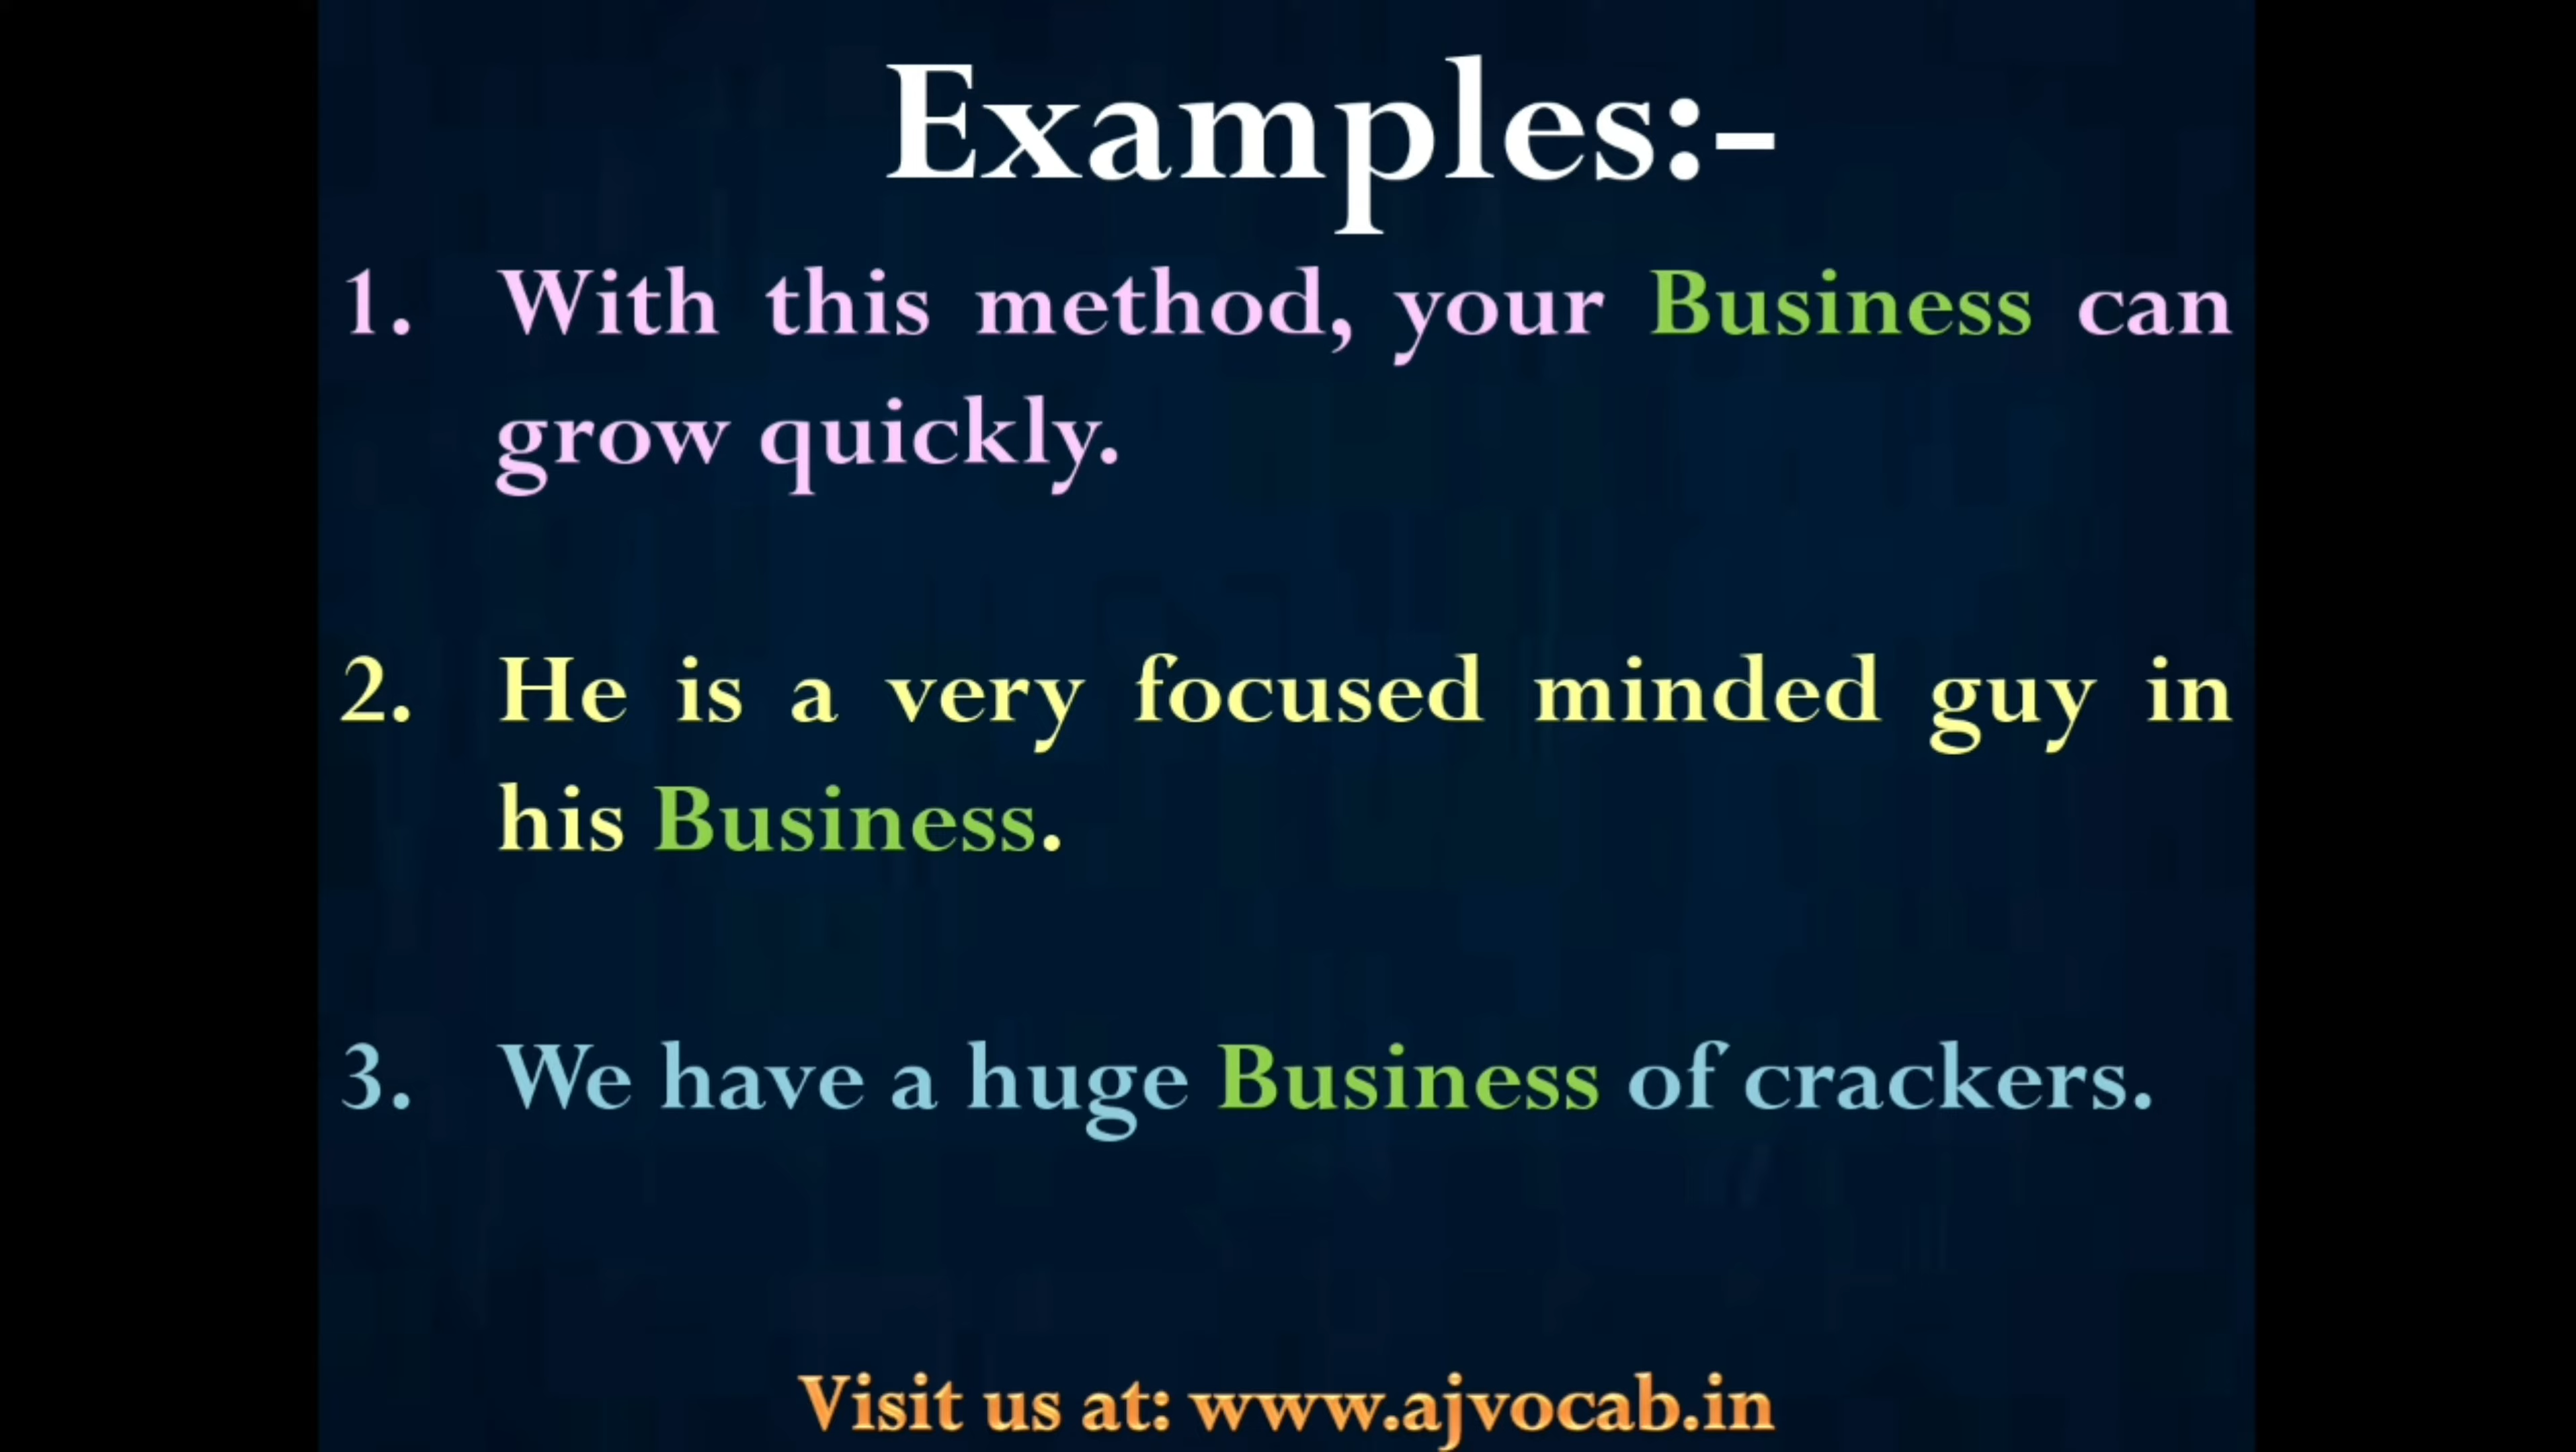 Examples:-
1. With this method, your Business can
grow quickly.
2. He is a very focused minded guy in
his Business.
3. We have a huge Business of crackers.
Visit us at: www.ajvocab.in